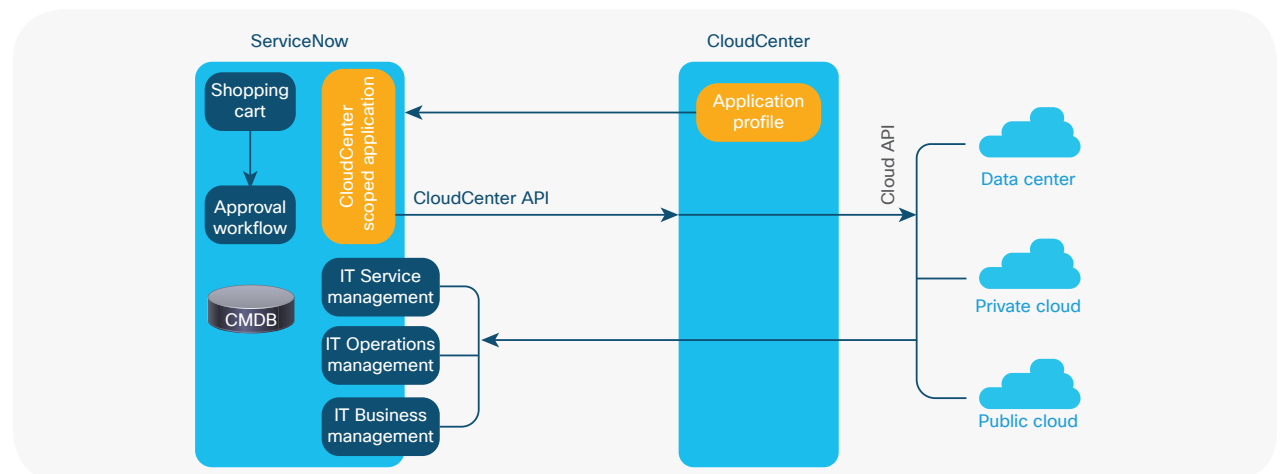 ServiceNow
CloudCenter
Shopping
cart
CloudCenter
scoped application
Application
profile
Cloud API
Data center
Approval
workflow
CloudCenter API
IT Service
management
CMDB
Private cloud
IT Operations
management
IT Business
management
Public cloud